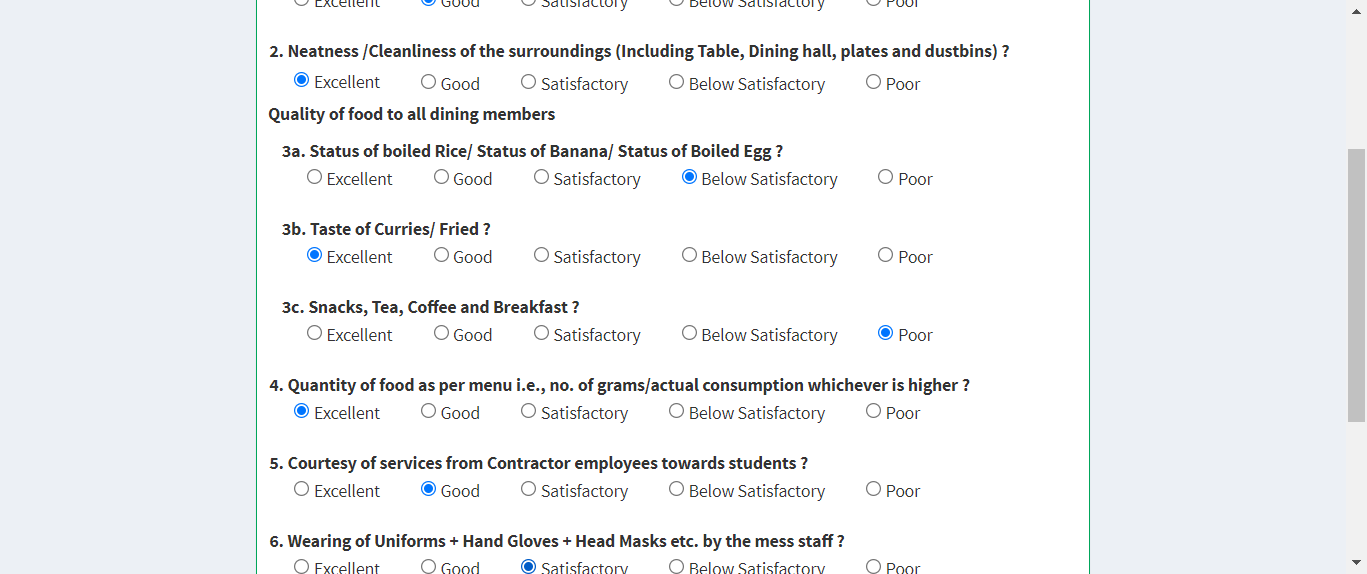 Excellent Good Satisfactory Below Satisfactory Poor
2. Neatness /Cleanliness of the surroundings (Including Table, Dining hall, plates and dustbins) ?
Excellent Good Satisfactory Below Satisfactory Poor
Quality of food to all dining members
3a. Status of boiled Rice/ Status of Banana/ Status of Boiled Egg ?
Excellent Good Satisfactory Below Satisfactory Poor
3b. Taste of Curries/ Fried ?
Excellent Good Satisfactory Below Satisfactory Poor
3c. Snacks, Tea, Coffee and Breakfast ?
Excellent Good Satisfactory Below Satisfactory Poor
4. Quantity of food as per menu i.e., no. of grams/actual consumption whichever is higher ?
Excellent Good Satisfactory Below Satisfactory Poor
5. Courtesy of services from Contractor employees towards students ?
Excellent Good Satisfactory Below Satisfactory Poor
6. Wearing of Uniforms + Hand Gloves + Head Masks etc. by the mess staff ?
Excellent Good Satisfactory Below Satisfactory Poor